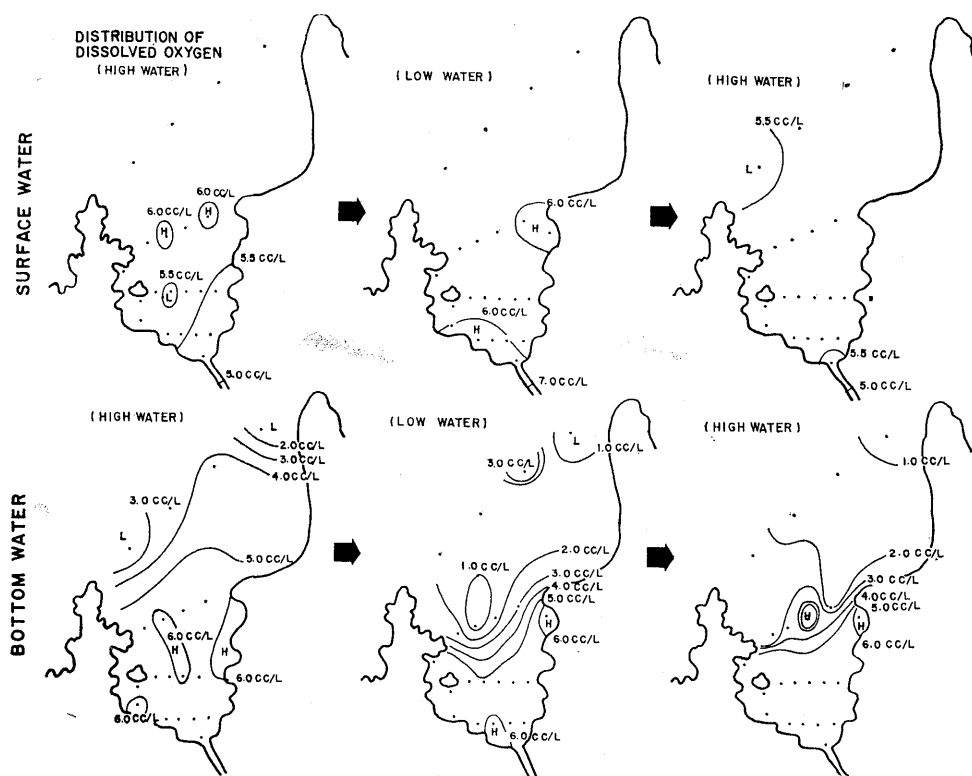 DISTRIBUTION OF
DISSOLVED OXYGEN
(HIGH WATER)
(LOW WATER)
(HIGH WATER)
SURFACE WATER
6.0 CC/L
H
6.0 CC/L
H
5.5 CC/L
5.5 CC/L
L
5.0 CC/L
6.0 CC/L
H
6.0 CC/L
H
7.0 CC/L
5.5 CC/L
L
5.5
5.0 CC/L
(HIGH WATER)
(LOW WATER)
(HIGH WATER)
BOTTOM WATER
L
2.0 CC/L
3.0 CC/L
4.0 CC/L
3.0 CC/L
L
5.0 CC/L
6.0 CC/L
H
H
6.0 CC/L
6.0 CC/L
L
1.0 CC/L
3.0 CC/L
1.0 CC/L
2.0 CC/L
3.0 CC/L
4.0 CC/L
5.0 CC/L
H
6.0 CC/L
H
6.0 CC/L
1.0 CC/L
2.0 CC/L
3.0 CC/L
4.0 CC/L
5.0 CC/L
H
H
6.0 CC/L